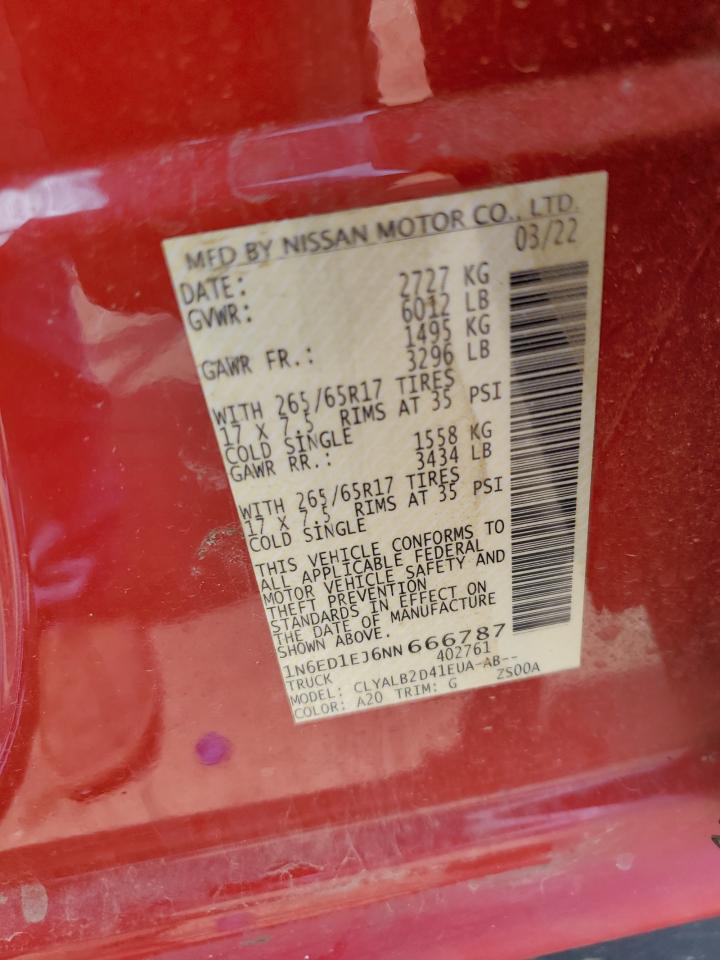 MFD BY NISSAN MOTOR CO., LTD.
DATE: 03/22
GVWR: 2727 KG
6012 LB
GAWR FR.: 1495 KG
3296 LB
WITH 265/65R17 TIRES
17 X 7.5 RIMS AT 35 PSI
COLD SINGLE
GAWR RR.: 1558 KG
3434 LB
WITH 265/65R17 TIRES
17 X 7.5 RIMS AT 35 PSI
COLD SINGLE
THIS VEHICLE CONFORMS TO
ALL APPLICABLE FEDERAL
MOTOR VEHICLE SAFETY AND
THEFT PREVENTION
STANDARDS IN EFFECT ON
THE DATE OF MANUFACTURE
SHOWN ABOVE.
1N6ED1EJ6NN666787
TRUCK 402761
MODEL: CLYALB2D41EUA-AB--
COLOR: A20 TRIM: G ZS00A